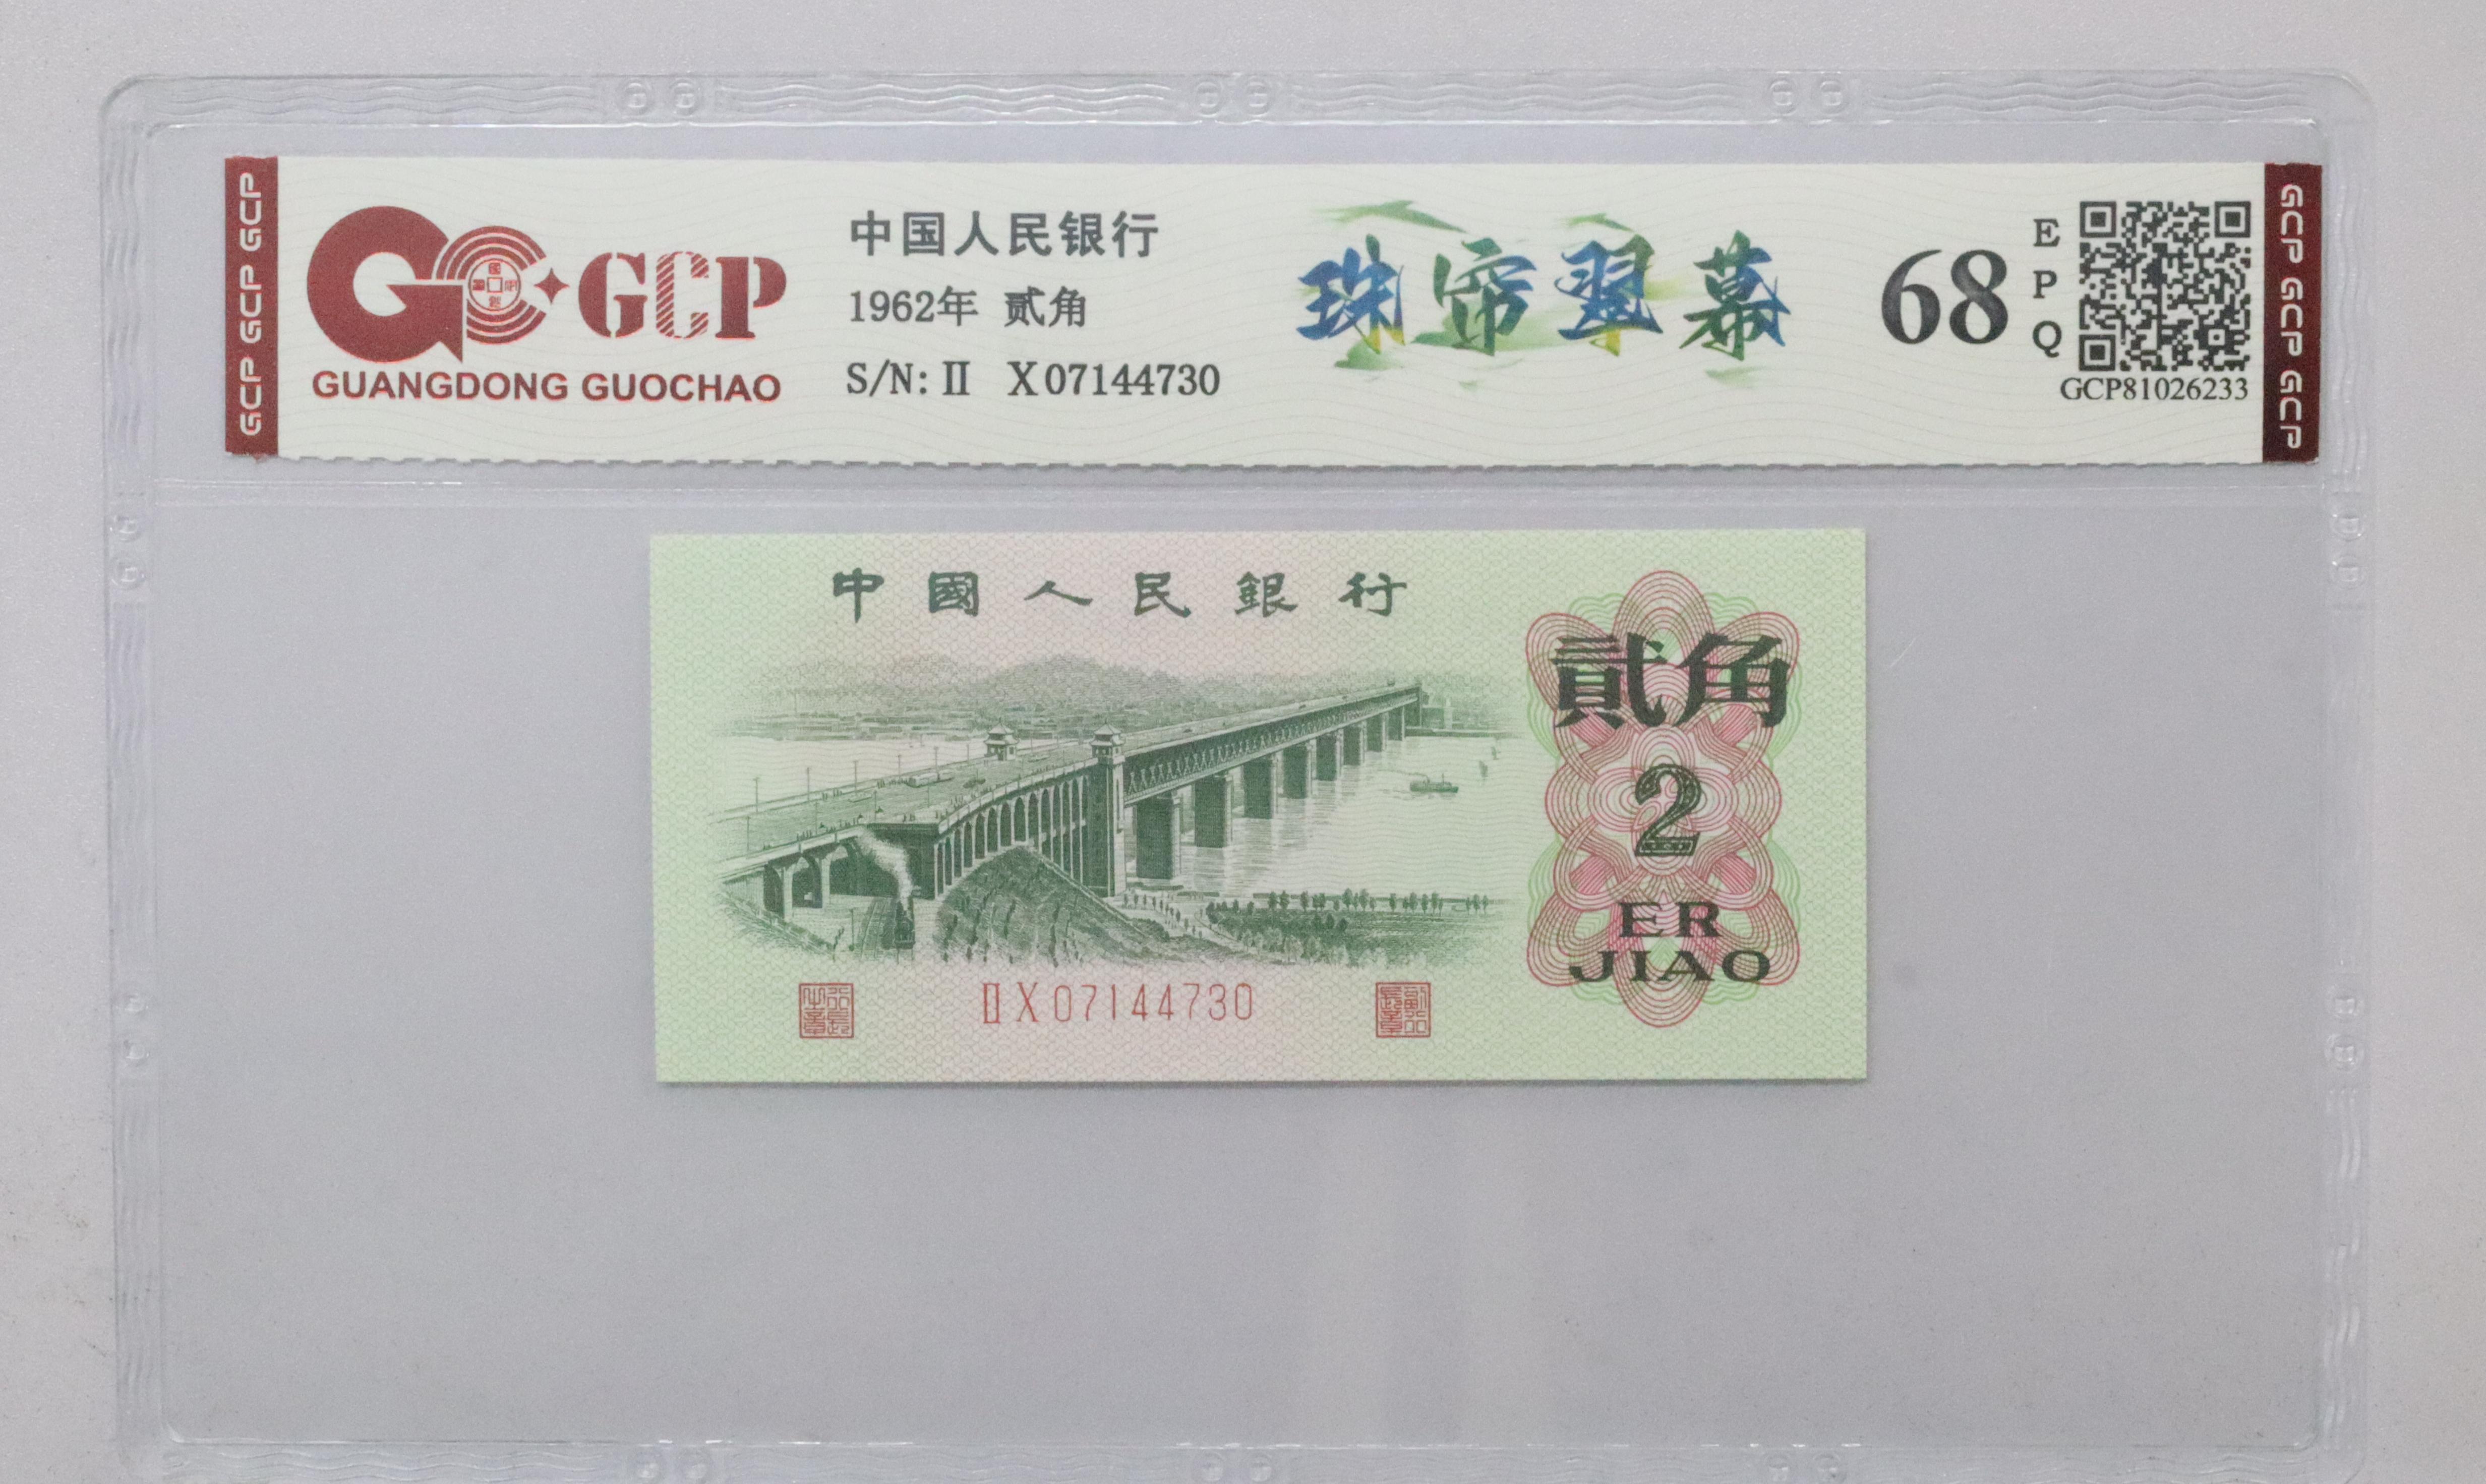 GCP GCP GCP
GCP
GUANGDONG GUOCHAO
中国人民银行
1962年 贰角
S/N: Ⅱ X07144730
珠帘翠幕
68
EPQ
GCP81026233
GCP GCP GCP
中國人民銀行
貳角
2
ER
JIAO
ⅡX07144730